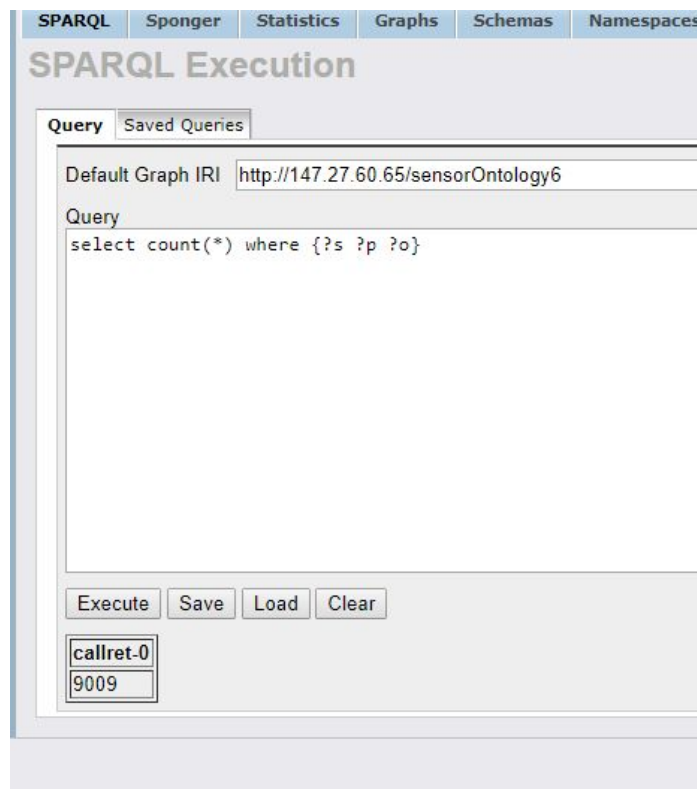 SPARQL Sponger Statistics Graphs Schemas Namespaces
SPARQL Execution
Query Saved Queries
Default Graph IRI http://147.27.60.65/sensorOntology6
Query
select count(*) where {?s ?p ?o}
Execute Save Load Clear
callret-0
9009